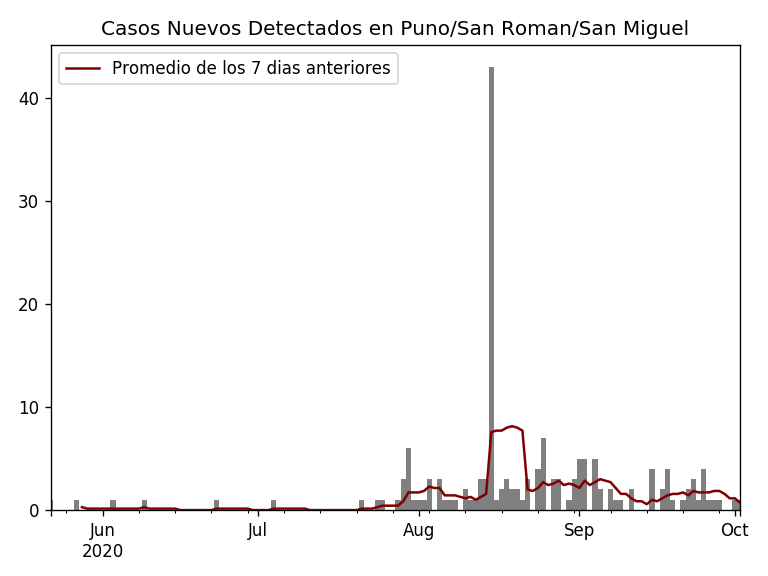 Casos Nuevos Detectados en Puno/San Roman/San Miguel
Promedio de los 7 dias anteriores
40
30
20
10
0
Jun
2020
Jul
Aug
Sep
Oct